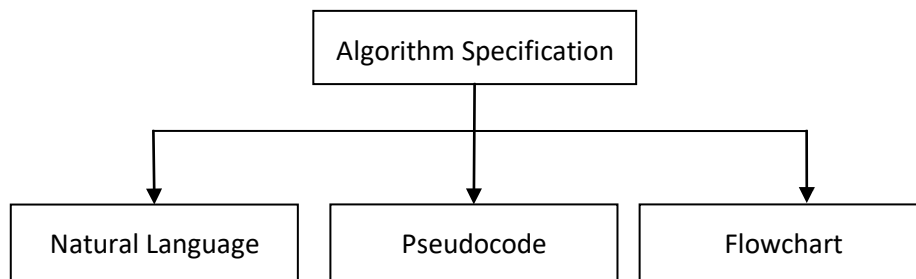 Algorithm Specification
Natural Language
Pseudocode
Flowchart